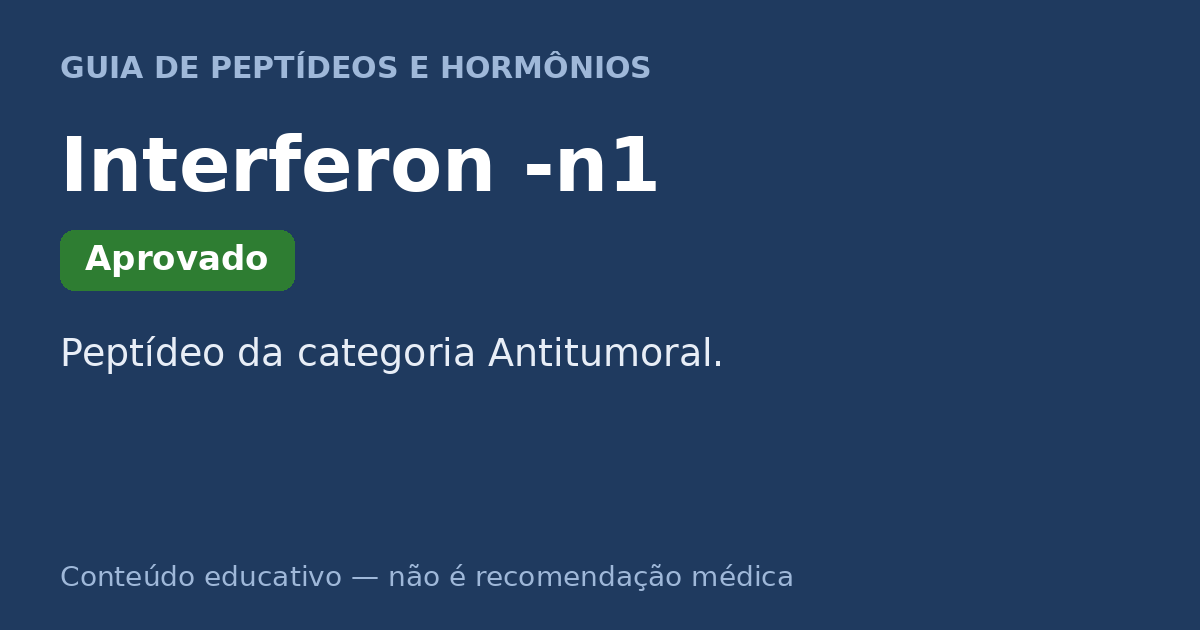 GUIA DE PEPTÍDEOS E HORMÔNIOS
Interferon -n1
Aprovado
Peptídeo da categoria Antitumoral.
Conteúdo educativo — não é recomendação médica